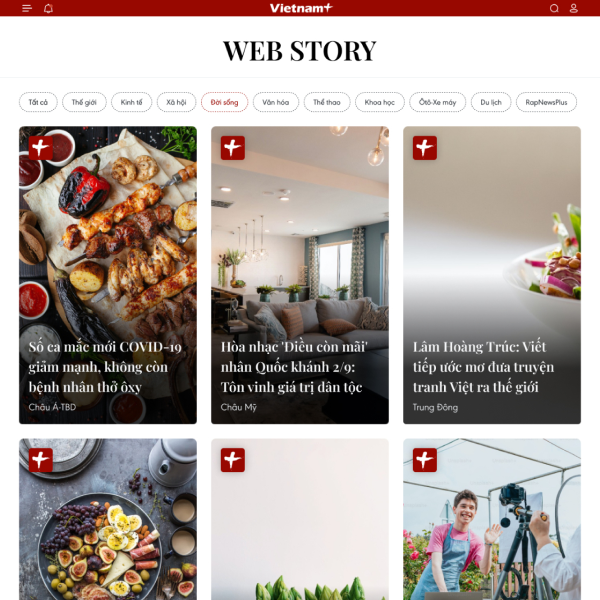 Vietnam+
WEB STORY
Tất cả
Thế giới
Kinh tế
Xã hội
Đời sống
Văn hóa
Thể thao
Khoa học
Ôtô-Xe máy
Du lịch
RapNewsPlus
Số ca mắc mới COVID-19
giảm mạnh, không còn
bệnh nhân thở ôxy
Châu Á-TBD
Hòa nhạc 'Điều còn mãi'
nhân Quốc khánh 2/9:
Tôn vinh giá trị dân tộc
Châu Mỹ
Lâm Hoàng Trúc: Viết
tiếp ước mơ đưa truyện
tranh Việt ra thế giới
Trung Đông